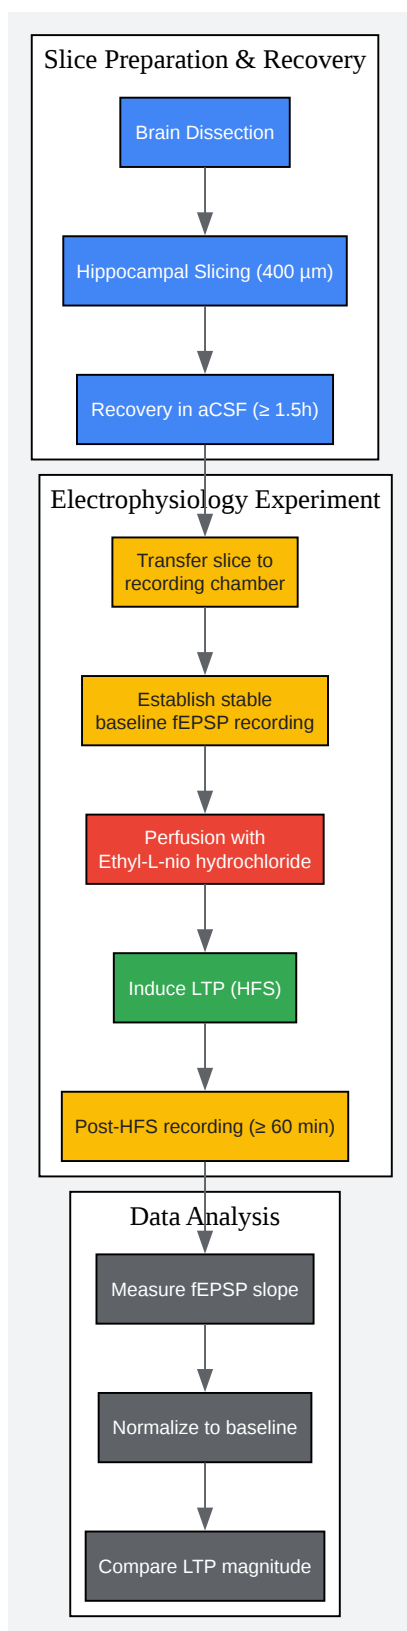 Slice Preparation & Recovery
Brain Dissection
Hippocampal Slicing (400 µm)
Recovery in aCSF (≥ 1.5h)
Electrophysiology Experiment
Transfer slice to
recording chamber
Establish stable
baseline fEPSP recording
Perfusion with
Ethyl-L-nio hydrochloride
Induce LTP (HFS)
Post-HFS recording (≥ 60 min)
Data Analysis
Measure fEPSP slope
Normalize to baseline
Compare LTP magnitude